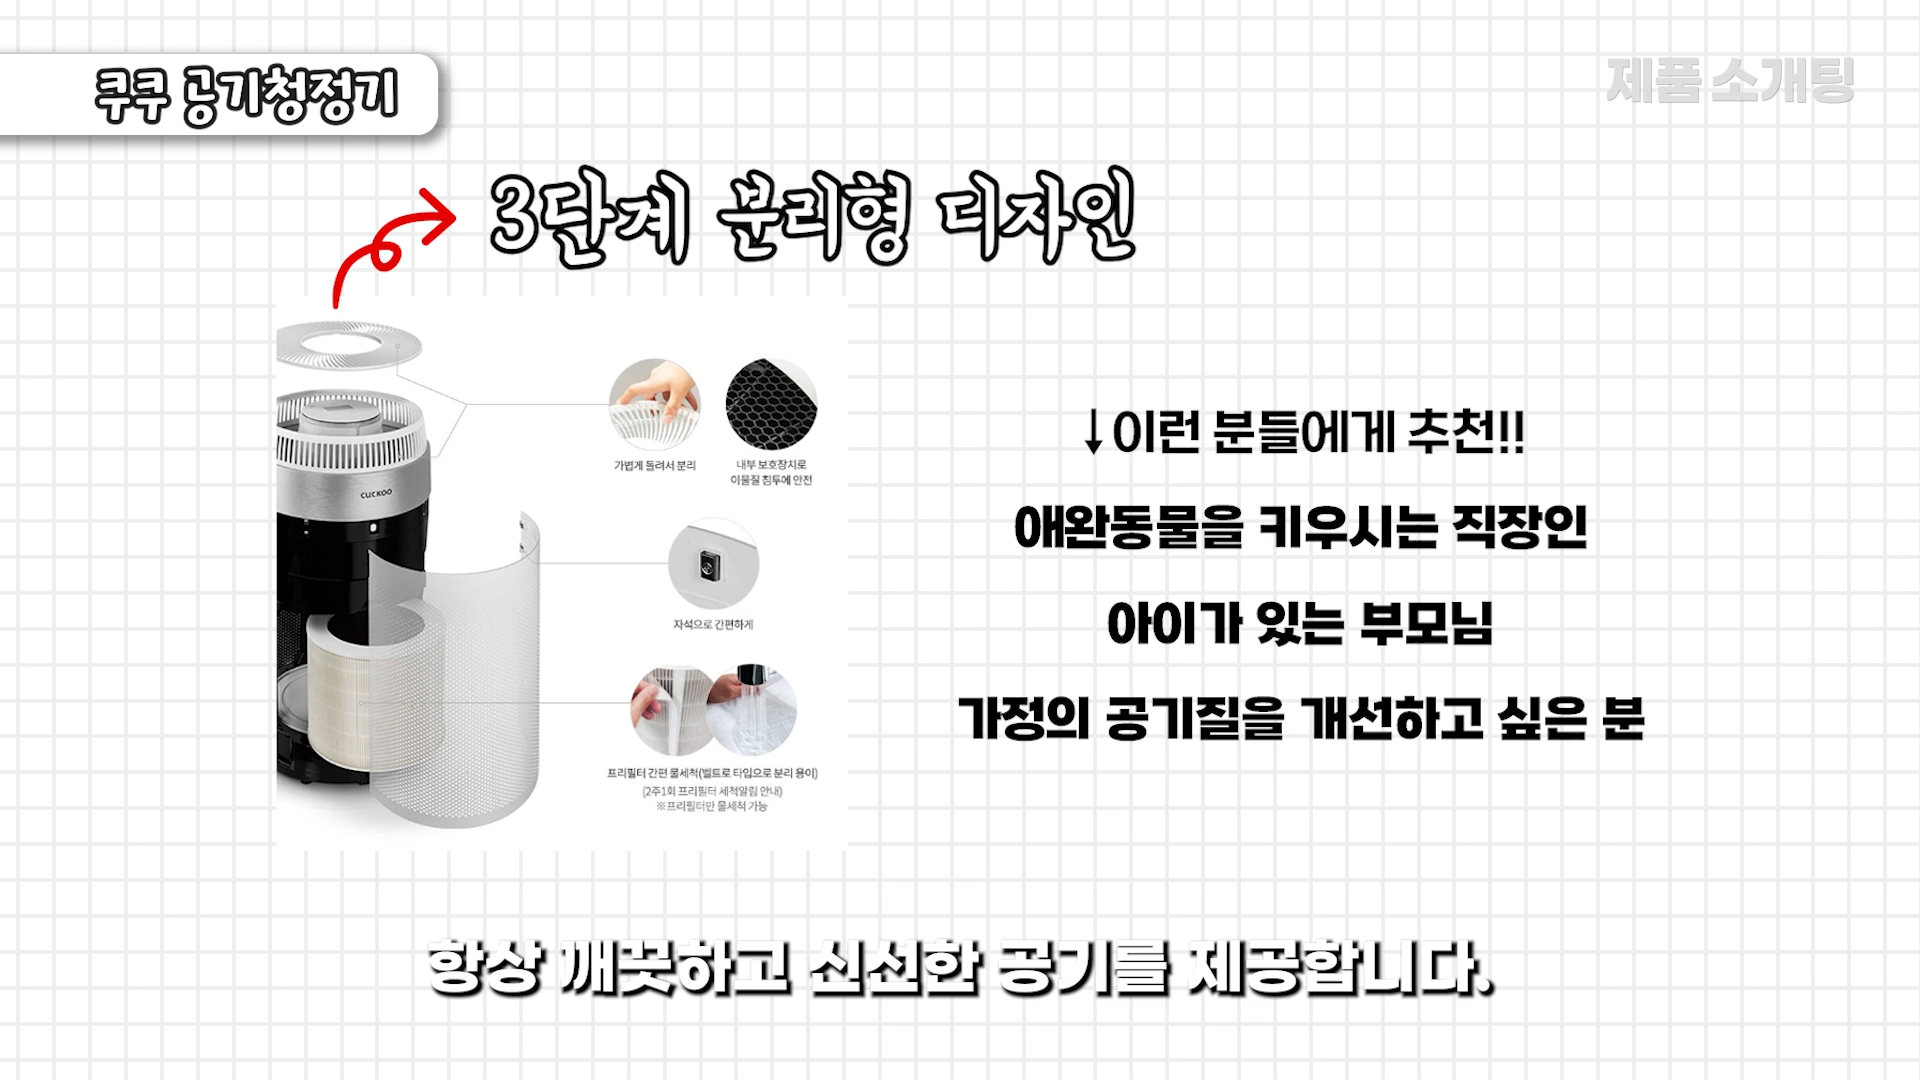 쿠쿠 공기청정기
제품 소개팅
3단계 분리형 디자인
cuckoo
가볍게 돌려서 분리
내부 보호장치로
이물질 침투에 안전
자석으로 간편하게
프리필터 간편 물세척(벨트로 타입으로 분리 용이)
(2주1회 프리필터 세척알림 안내)
※프리필터만 물세척 가능
↓이런 분들에게 추천!!
애완동물을 키우시는 직장인
아이가 있는 부모님
가정의 공기질을 개선하고 싶은 분
항상 깨끗하고 신선한 공기를 제공합니다.